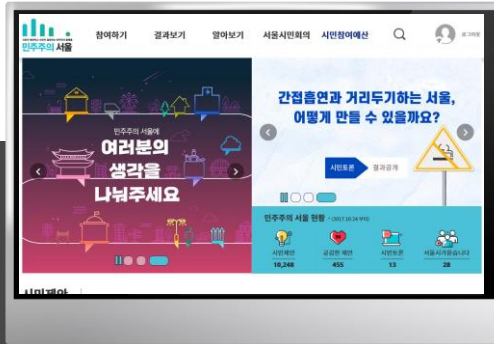 민주주의 서울
참여하기
결과보기
알아보기
서울시민회의
시민참여예산
민주주의 서울에
여러분의
생각을
나눠주세요
간접흡연과 거리두기하는 서울,
어떻게 만들 수 있을까요?
시민토론
결과공개
민주주의 서울 현황
시민제안
공감한 제안
시민토론
서울시가묻습니다
10,248
455
13
28
시민제안